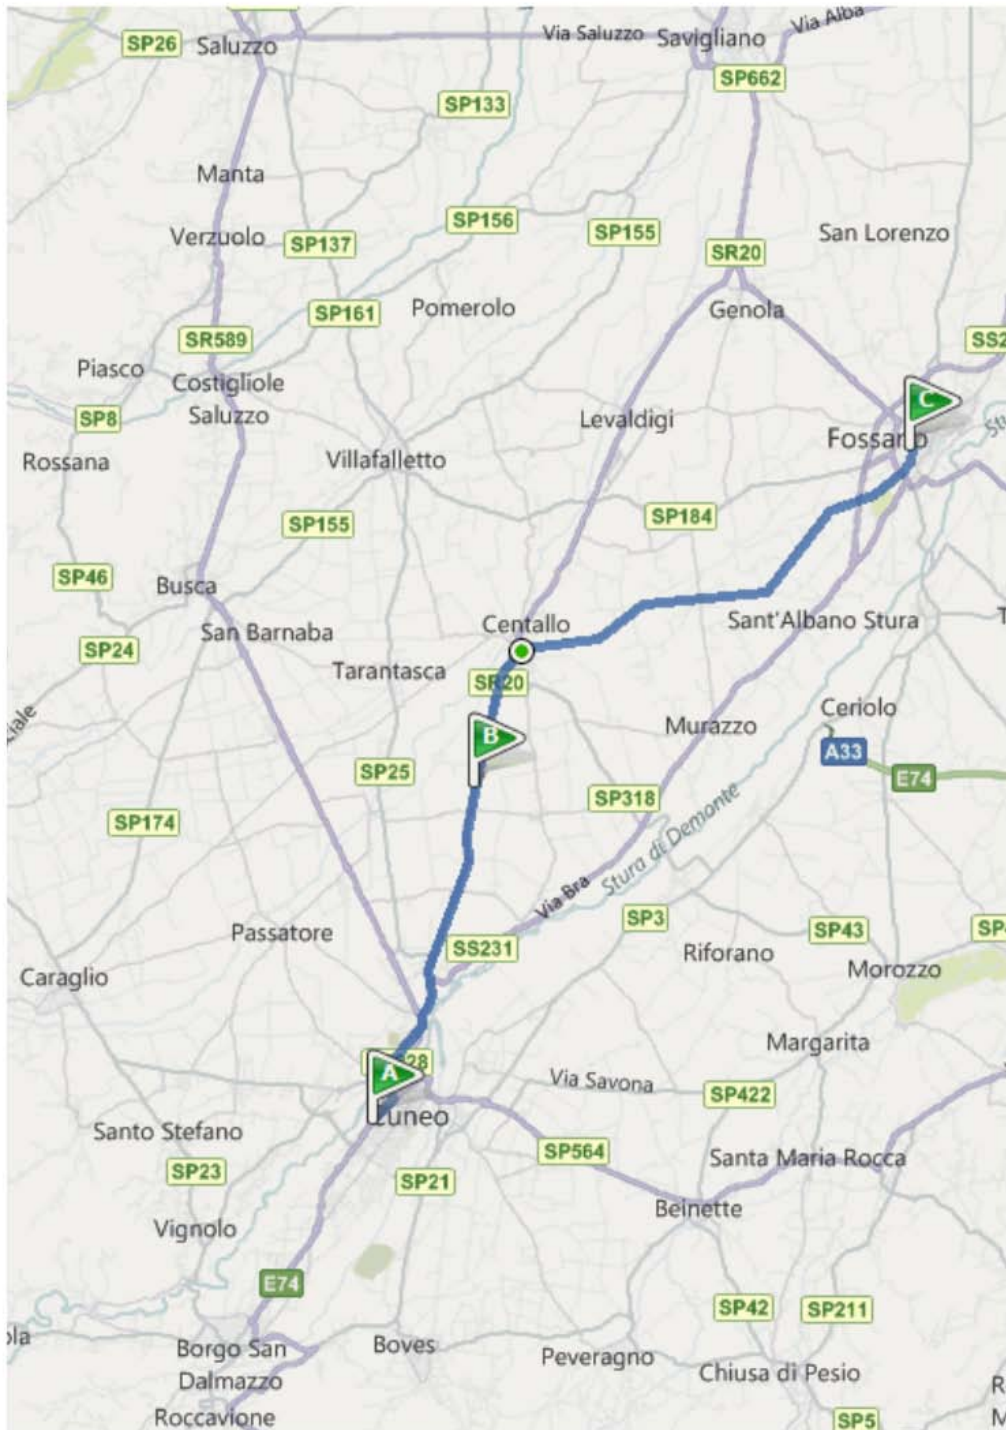 Via Alba
SP26
Saluzzo
Via Saluzzo
Savigliano
SP662
SP133
Manta
SP156
SP155
Verzuolo
SP137
San Lorenzo
SR20
SP161
Pomerolo
Genola
SR589
Piasco
Costigliole
Saluzzo
C
SP8
Levaldigi
Fossano
Rossana
Villafalletto
SP155
SP184
SP46
Busca
Centallo
San Barnaba
Sant'Albano Stura
SP24
Tarantasca
SR20
Ceriolo
Murazzo
B
A33
SP25
E74
SP318
SP174
Stura di Demonte
Via Bra
Passatore
SS231
SP3
SP43
Riforano
Caraglio
Morozzo
Margarita
A
28
Via Savona
SP422
Cuneo
Santo Stefano
SP564
Santa Maria Rocca
SP23
SP21
Beinette
Vignolo
E74
SP42
SP211
Borgo San
Dalmazzo
Boves
Peveragno
Chiusa di Pesio
Roccavione
SP5